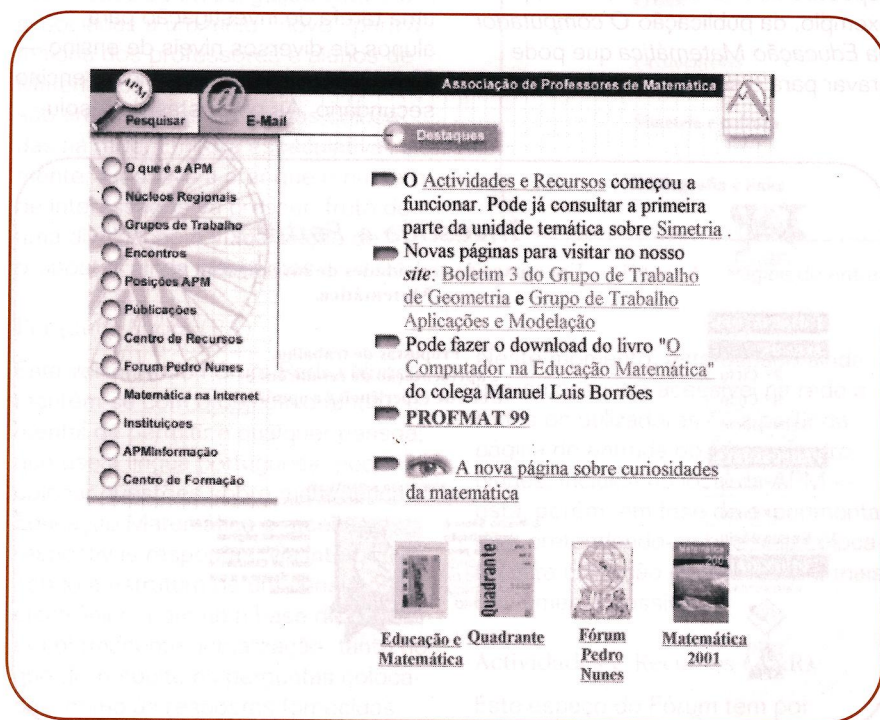 Associação de Professores de Matemática
APM
Pesquisar
E-Mail
Destaques
O que é a APM
Núcleos Regionais
Grupos de Trabalho
Encontros
Posições APM
Públicações
Centro de Recursos
Forum Pedro Nunes
Matemática na Internet
Instituiçoes
APMInformação
Centro de Formação
O Actividades e Recursos começou a
funcionar. Pode já consultar a primeira
parte da unidade temática sobre Simetria .
Novas páginas para visitar no nosso
site: Boletim 3 do Grupo de Trabalho
de Geometria e Grupo de Trabalho
Aplicações e Modelação
Pode fazer o download do livro "O
Computador na Educação Matemática"
do colega Manuel Luis Borrões
PROFMAT 99
A nova página sobre curiosidades
da matemática
Quadrante
Educação e
Matemática
Quadrante
Fórum
Pedro
Nunes
Matemática
2001